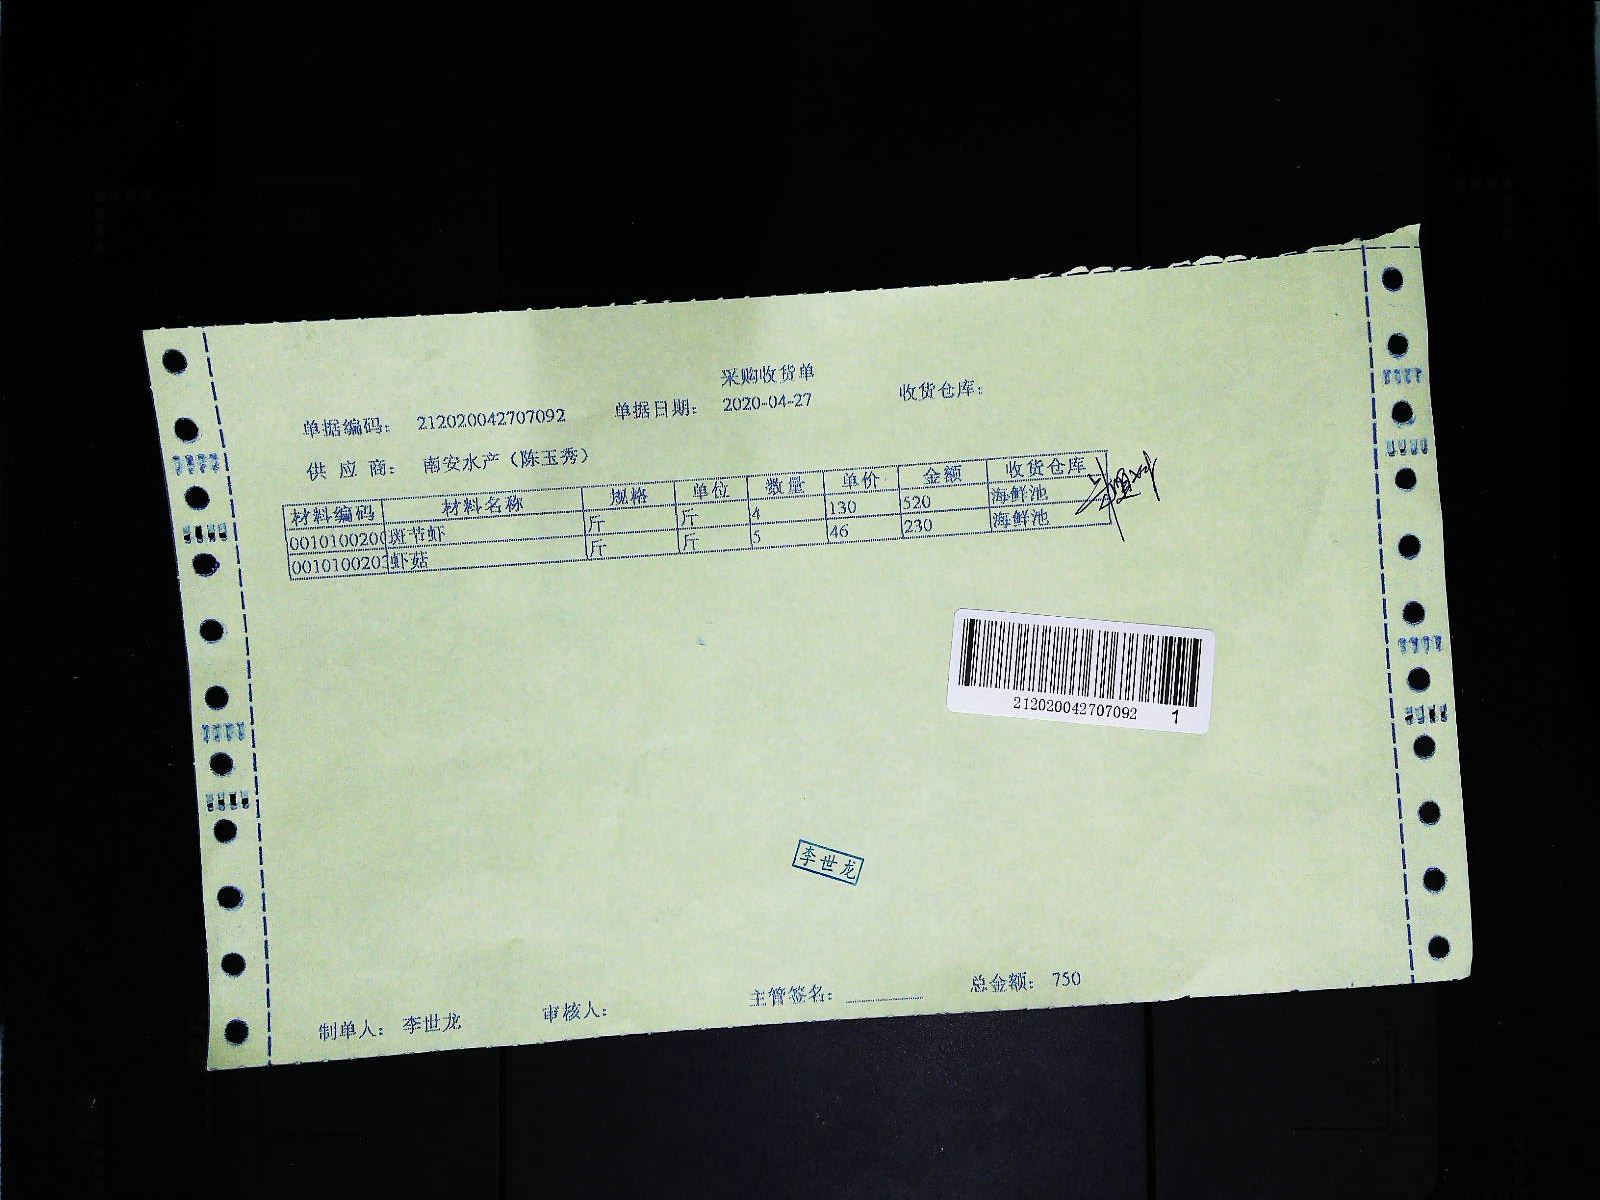 采购收货单
单据编码： 212020042707092 单据日期： 2020-04-27 收货仓库：
供 应 商： 南安水产（陈玉秀）
材料编码 材料名称 规格 单位 数量 单价 金额 收货仓库
0010100200 斑节虾 斤 斤 4 130 520 海鲜池
001010020 虾菇 斤 斤 5 46 230 海鲜池
212020042707092 1
李世龙
制单人： 李世龙 审核人： 主管签名： 总金额： 750